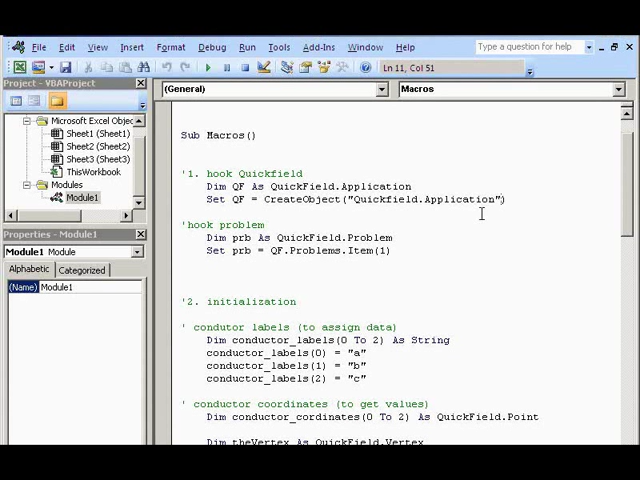 File Edit View Insert Format Debug Run Tools Add-Ins Window Help Type a question for help
Ln 11, Col 51
Project - VBAProject
(General) Macros
Microsoft Excel Objec
Sheet1 (Sheet1)
Sheet2 (Sheet2)
Sheet3 (Sheet3)
ThisWorkbook
Modules
Module1
Properties - Module1
Module1 Module
Alphabetic Categorized
(Name) Module1
Sub Macros()
'1. hook Quickfield
Dim QF As QuickField.Application
Set QF = CreateObject("Quickfield.Application")
'hook problem
Dim prb As QuickField.Problem
Set prb = QF.Problems.Item(1)
'2. initialization
' condutor labels (to assign data)
Dim conductor_labels(0 To 2) As String
conductor_labels(0) = "a"
conductor_labels(1) = "b"
conductor_labels(2) = "c"
' conductor coordinates (to get values)
Dim conductor_cordinates(0 To 2) As QuickField.Point
Dim theVertex As QuickField.Vertex